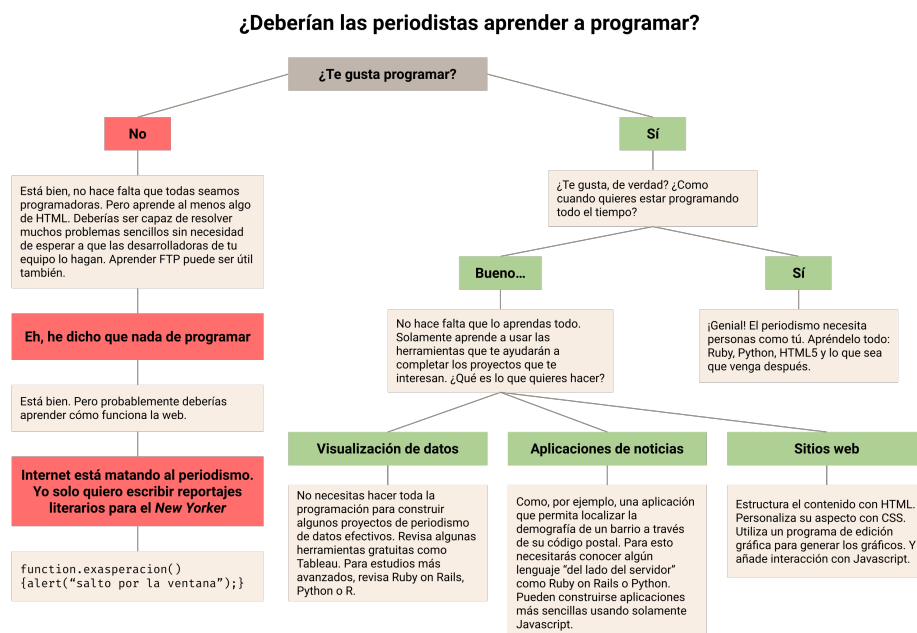 ¿Deberían las periodistas aprender a programar?
¿Te gusta programar?
No
Está bien, no hace falta que todas seamos
programadoras. Pero aprende al menos algo
de HTML. Deberías ser capaz de resolver
muchos problemas sencillos sin necesidad
de esperar a que las desarrolladoras de tu
equipo lo hagan. Aprender FTP puede ser útil
también.
Eh, he dicho que nada de programar
Está bien. Pero probablemente deberías
aprender cómo funciona la web.
Internet está matando al periodismo.
Yo solo quiero escribir reportajes
literarios para el New Yorker
function.exasperacion()
{alert(“salto por la ventana”);}
Sí
¿Te gusta, de verdad? ¿Como
cuando quieres estar programando
todo el tiempo?
Bueno…
No hace falta que lo aprendas todo.
Solamente aprende a usar las
herramientas que te ayudarán a
completar los proyectos que te
interesan. ¿Qué es lo que quieres hacer?
Sí
¡Genial! El periodismo necesita
personas como tú. Apréndelo todo:
Ruby, Python, HTML5 y lo que sea
que venga después.
Visualización de datos
No necesitas hacer toda la
programación para construir
algunos proyectos de periodismo
de datos efectivos. Revisa algunas
herramientas gratuitas como
Tableau. Para estudios más
avanzados, revisa Ruby on Rails,
Python o R.
Aplicaciones de noticias
Como, por ejemplo, una aplicación
que permita localizar la
demografía de un barrio a través
de su código postal. Para esto
necesitarás conocer algún
lenguaje “del lado del servidor”
como Ruby on Rails o Python.
Pueden construirse aplicaciones
más sencillas usando solamente
Javascript.
Sitios web
Estructura el contenido con HTML.
Personaliza su aspecto con CSS.
Utiliza un programa de edición
gráfica para generar los gráficos. Y
añade interacción con Javascript.